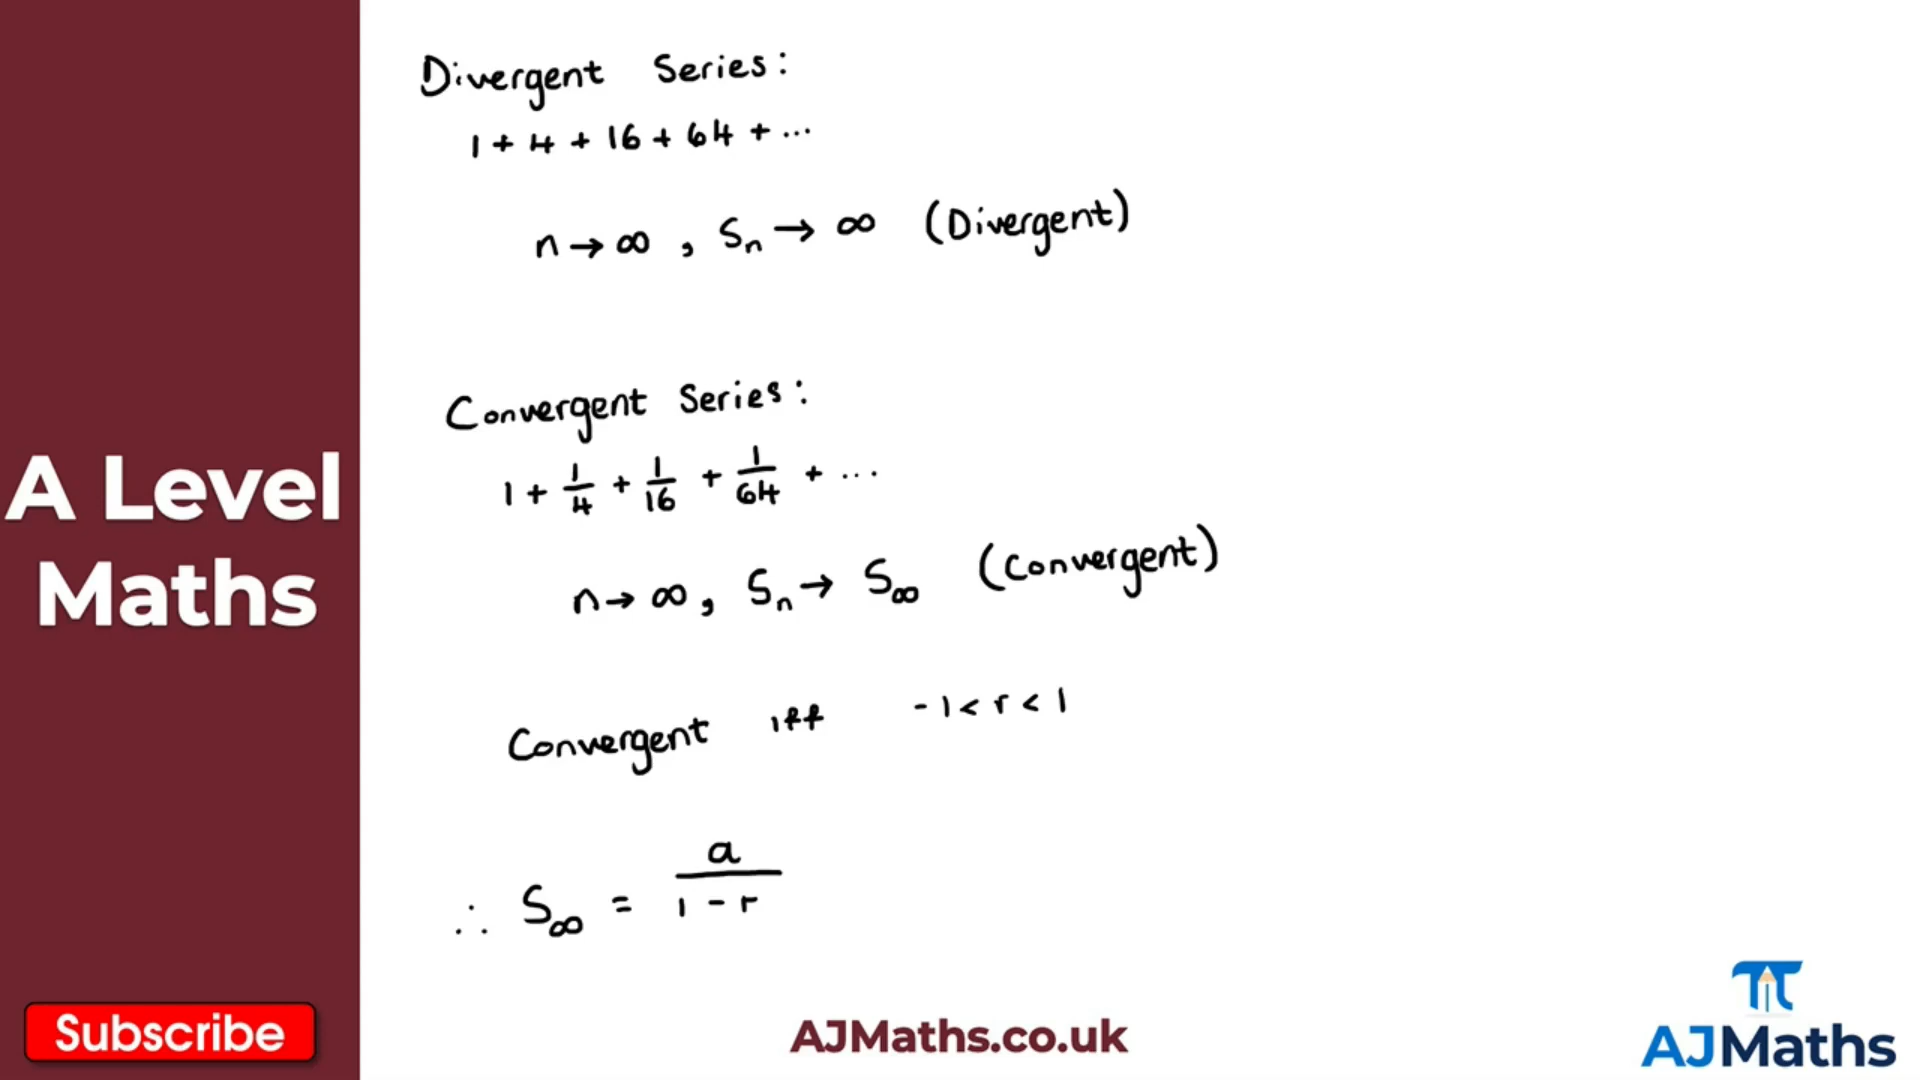 Divergent Series:
1 + 4 + 16 + 64 + ...
n → ∞ , Sₙ → ∞ (Divergent)
Convergent Series:
1 + 1/4 + 1/16 + 1/64 + ...
n → ∞, Sₙ → S∞ (Convergent)
Convergent iff -1 < r < 1
∴ S∞ = a/(1 - r)
A Level
Maths
Subscribe
AJMaths.co.uk
AJMaths